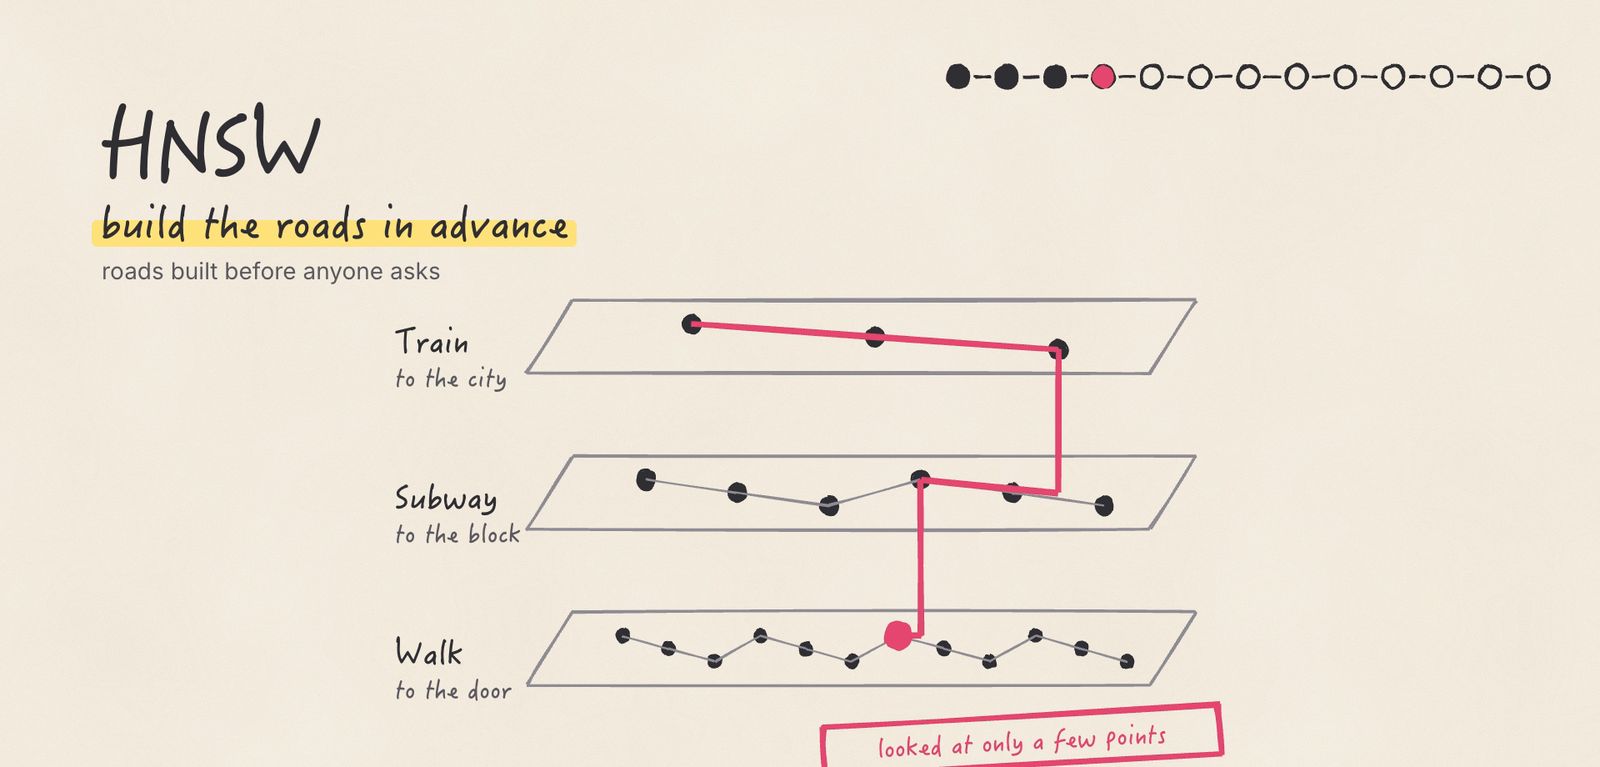 HNSW
build the roads in advance
roads built before anyone asks
Train
to the city
Subway
to the block
Walk
to the door
looked at only a few points